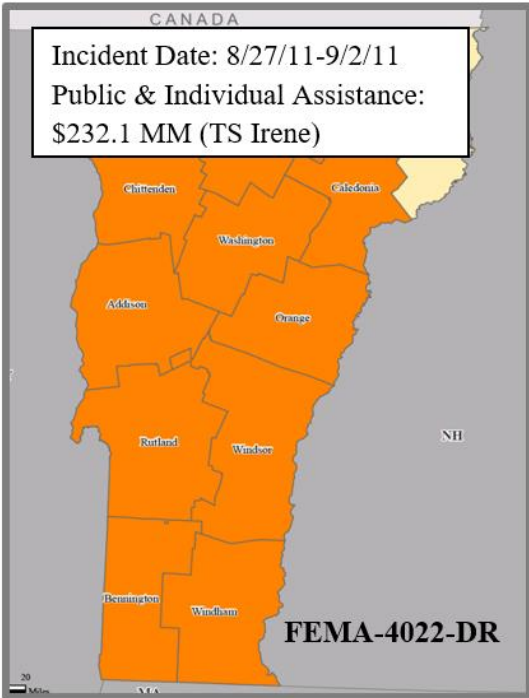 CANADA
Incident Date: 8/27/11-9/2/11
Public & Individual Assistance:
$232.1 MM (TS Irene)
Chittenden
Caledonia
Washington
Addison
Orange
Rutland
Windsor
NH
Bennington
Windham
FEMA-4022-DR
20
Miles
MA